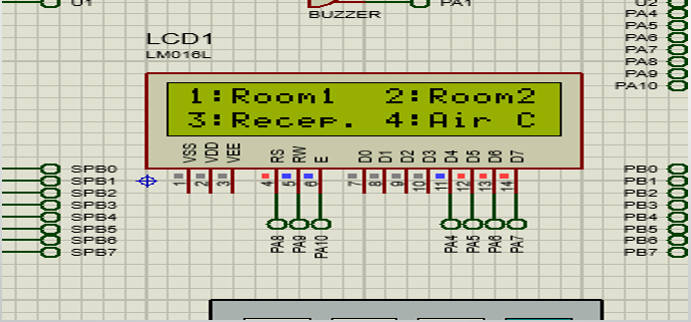 U1
BUZZER
PA1
U2
PA4
PA5
PA6
PA7
PA8
PA9
PA10
LCD1
LM016L
1:Room1 2:Room2
3:Recep. 4:Air C
VSS VDD VEE RS RW E D0 D1 D2 D3 D4 D5 D6 D7
1 2 3 4 5 6 7 8 9 10 11 12 13 14
PA8 PA9 PA10 PA4 PA5 PA6 PA7
SPB0
SPB1
SPB2
SPB3
SPB4
SPB5
SPB6
SPB7
PB0
PB1
PB2
PB3
PB4
PB5
PB6
PB7